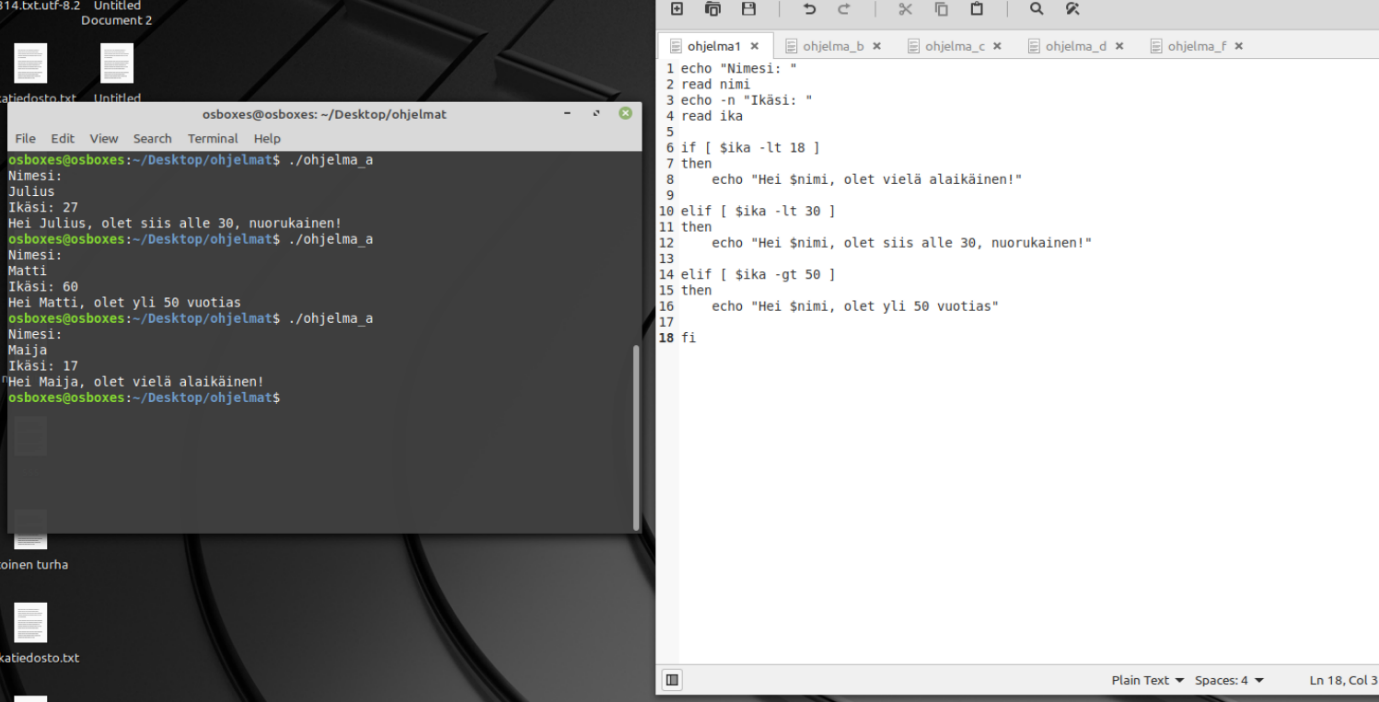 814.txt.utf-8.2
Untitled
Document 2
katiedosto.txt
Untitled
osboxes@osboxes: ~/Desktop/ohjelmat
File Edit View Search Terminal Help
osboxes@osboxes:~/Desktop/ohjelmat$ ./ohjelma_a
Nimesi:
Julius
Ikäsi: 27
Hei Julius, olet siis alle 30, nuorukainen!
osboxes@osboxes:~/Desktop/ohjelmat$ ./ohjelma_a
Nimesi:
Matti
Ikäsi: 60
Hei Matti, olet yli 50 vuotias
osboxes@osboxes:~/Desktop/ohjelmat$ ./ohjelma_a
Nimesi:
Maija
Ikäsi: 17
Hei Maija, olet vielä alaikäinen!
osboxes@osboxes:~/Desktop/ohjelmat$
oinen turha
katiedosto.txt
ohjelma1 ohjelma_b ohjelma_c ohjelma_d ohjelma_f
1 echo "Nimesi: "
2 read nimi
3 echo -n "Ikäsi: "
4 read ika
5
6 if [ $ika -lt 18 ]
7 then
8     echo "Hei $nimi, olet vielä alaikäinen!"
9
10 elif [ $ika -lt 30 ]
11 then
12     echo "Hei $nimi, olet siis alle 30, nuorukainen!"
13
14 elif [ $ika -gt 50 ]
15 then
16     echo "Hei $nimi, olet yli 50 vuotias"
17
18 fi
Plain Text Spaces: 4 Ln 18, Col 3